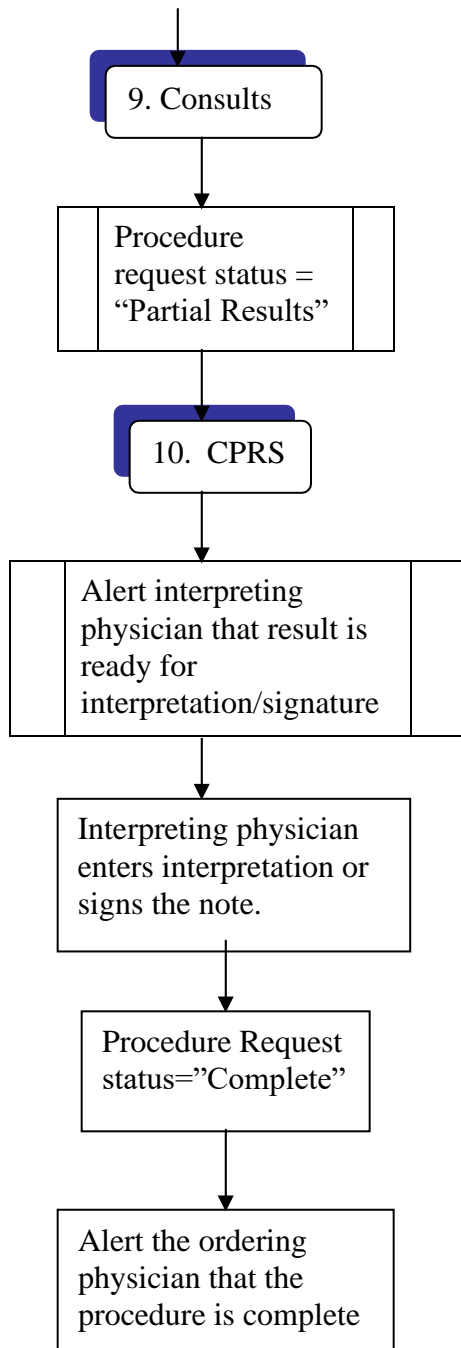 9. Consults
Procedure
request status =
“Partial Results”
10.  CPRS
Alert interpreting
physician that result is
ready for
interpretation/signature
Interpreting physician
enters interpretation or
signs the note.
Procedure Request
status=”Complete”
Alert the ordering
physician that the
procedure is complete